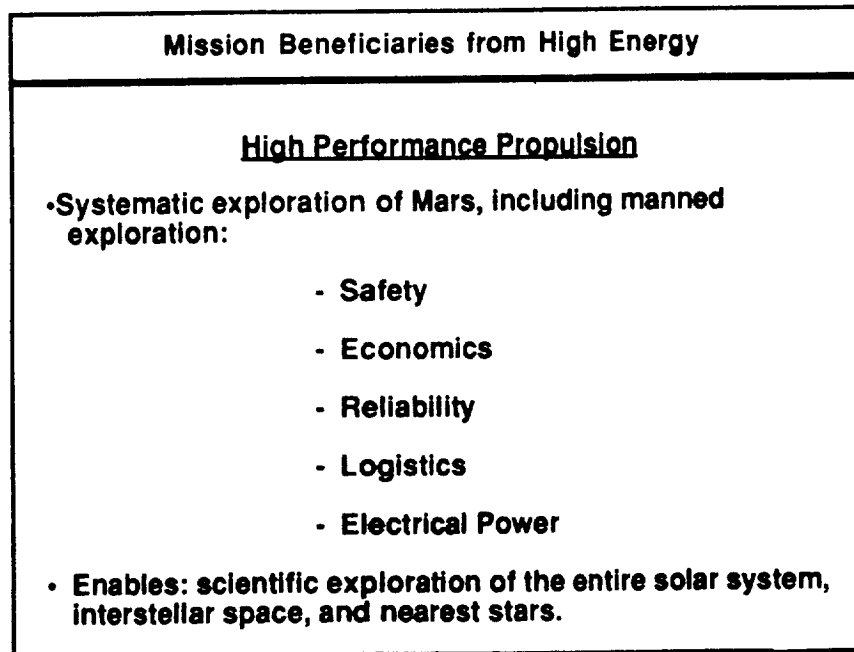 Mission Beneficiaries from High Energy
High Performance Propulsion
•Systematic exploration of Mars, including manned
exploration:
- Safety
- Economics
- Reliability
- Logistics
- Electrical Power
• Enables: scientific exploration of the entire solar system,
interstellar space, and nearest stars.